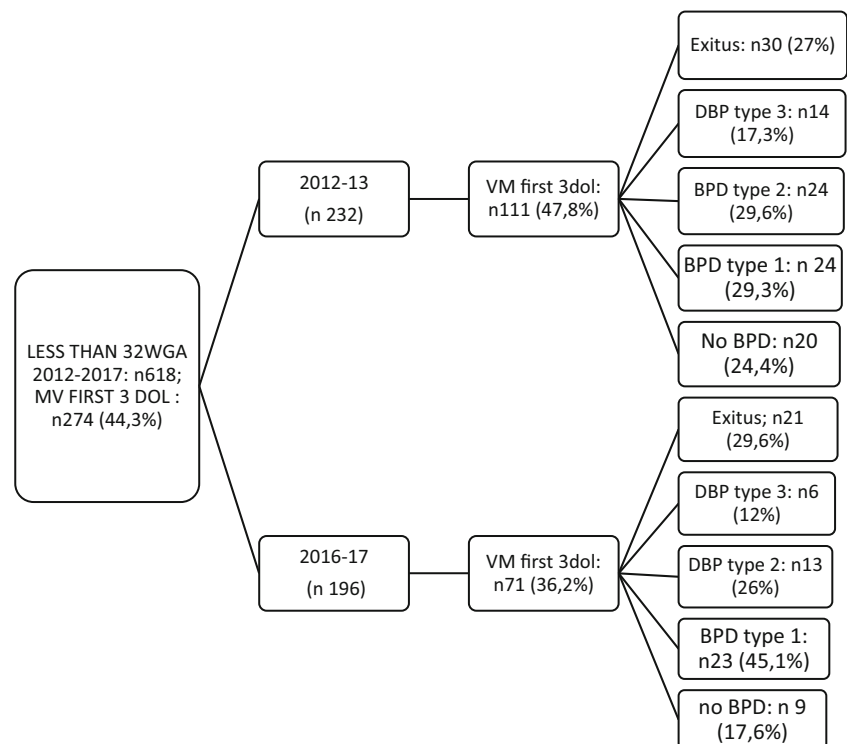 LESS THAN 32WGA
2012-2017: n618;
MV FIRST 3 DOL :
n274 (44,3%)
2012-13
(n 232)
VM first 3dol:
n111 (47,8%)
Exitus: n30 (27%)
DBP type 3: n14
(17,3%)
BPD type 2: n24
(29,6%)
BPD type 1: n 24
(29,3%)
No BPD: n20
(24,4%)
2016-17
(n 196)
VM first 3dol:
n71 (36,2%)
Exitus; n21
(29,6%)
DBP type 3: n6
(12%)
DBP type 2: n13
(26%)
BPD type 1:
n23 (45,1%)
no BPD: n 9
(17,6%)